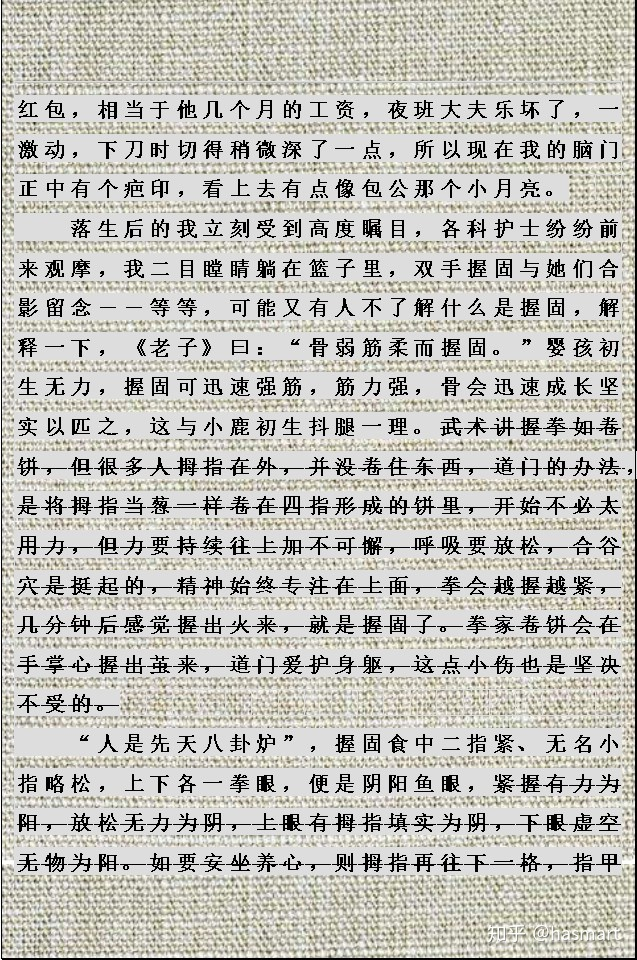 红包，相当于他几个月的工资，夜班大夫乐坏了，一
激动，下刀时切得稍微深了一点，所以现在我的脑门
正中有个疤印，看上去有点像包公那个小月亮。
落生后的我立刻受到高度瞩目，各科护士纷纷前
来观摩，我二目瞠睛躺在篮子里，双手握固与她们合
影留念——等等，可能又有人不了解什么是握固，解
释一下，《老子》曰：“骨弱筋柔而握固。”婴孩初
生无力，握固可迅速强筋，筋力强，骨会迅速成长坚
实以匹之，这与小鹿初生抖腿一理。武术讲握拳如卷
饼，但很多人拇指在外，并没卷住东西，道门的办法，
是将拇指当葱一样卷在四指形成的饼里，开始不必太
用力，但力要持续往上加不可懈，呼吸要放松，合谷
穴是挺起的，精神始终专注在上面，拳会越握越紧，
几分钟后感觉握出火来，就是握固了。拳家卷饼会在
手掌心握出茧来，道门爱护身躯，这点小伤也是坚决
不受的。
“人是先天八卦炉”，握固食中二指紧、无名小
指略松，上下各一拳眼，便是阴阳鱼眼，紧握有力为
阳，放松无力为阴，上眼有拇指填实为阴，下眼虚空
无物为阳。如要安坐养心，则拇指再往下一格，指甲
知乎 @hasmart